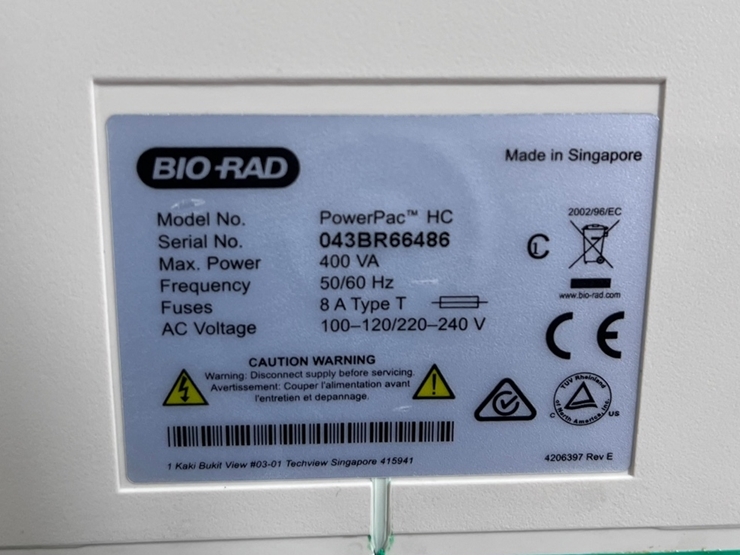 BIO-RAD
Made in Singapore
Model No. PowerPac™ HC
Serial No. 043BR66486
Max. Power 400 VA
Frequency 50/60 Hz
Fuses 8 A Type T
AC Voltage 100–120/220–240 V
2002/96/EC
www.bio-rad.com
CE
CAUTION WARNING
Warning: Disconnect supply before servicing.
Avertissement: Couper l'alimentation avant
l'entretien et depannage.
TUV Rheinland
of North America, Inc.
C US
1 Kaki Bukit View #03-01 Techview Singapore 415941
4206397 Rev E